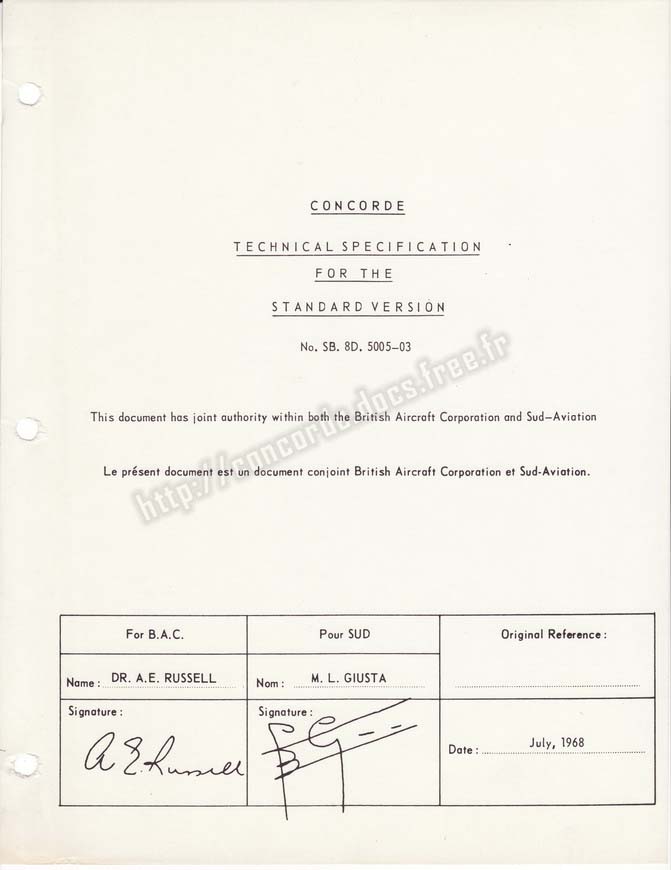 CONCORDE
TECHNICAL SPECIFICATION
FOR THE
STANDARD VERSION
No. SB. 8D. 5005-03
http://concorde.docs.free.fr
This document has joint authority within both the British Aircraft Corporation and Sud-Aviation
Le présent document est un document conjoint British Aircraft Corporation et Sud-Aviation.
For B.A.C. Pour SUD Original Reference :
Name : DR. A.E. RUSSELL Nom : M. L. GIUSTA
Signature : Signature :
A E. Russell
Date : July, 1968